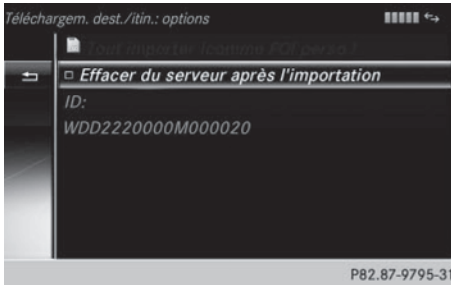 Téléchargem. dest./itin.: options
Tout importer (comme POI perso.)
Effacer du serveur après l'importation
ID:
WDD2220000M000020
P82.87-9795-31